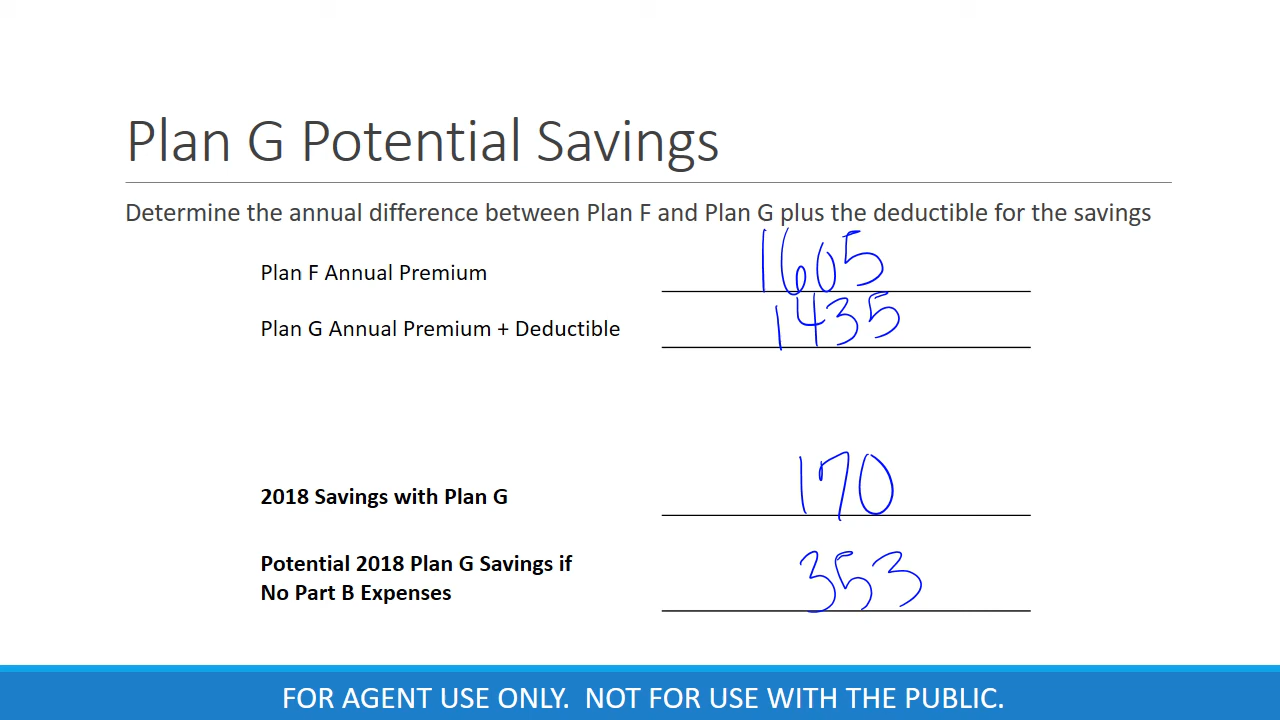 Plan G Potential Savings
Determine the annual difference between Plan F and Plan G plus the deductible for the savings
Plan F Annual Premium 1605
Plan G Annual Premium + Deductible 1435
2018 Savings with Plan G 170
Potential 2018 Plan G Savings if
No Part B Expenses 353
FOR AGENT USE ONLY. NOT FOR USE WITH THE PUBLIC.